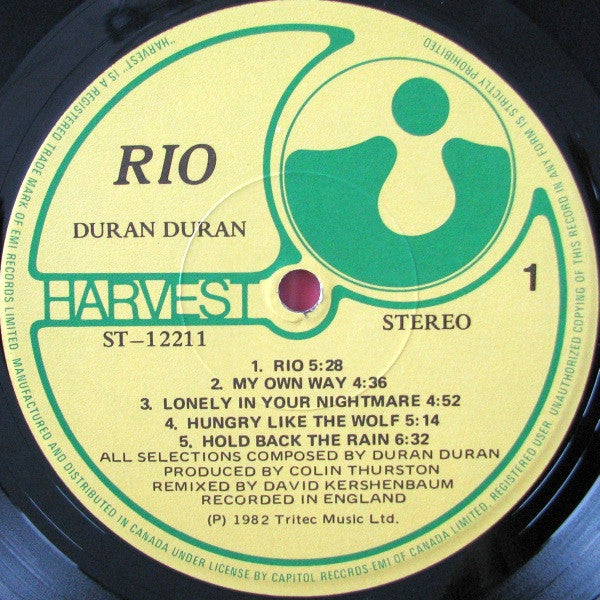 RIO
DURAN DURAN
HARVEST
ST–12211
STEREO
1
1. RIO 5:28
2. MY OWN WAY 4:36
3. LONELY IN YOUR NIGHTMARE 4:52
4. HUNGRY LIKE THE WOLF 5:14
5. HOLD BACK THE RAIN 6:32
ALL SELECTIONS COMPOSED BY DURAN DURAN
PRODUCED BY COLIN THURSTON
REMIXED BY DAVID KERSHENBAUM
RECORDED IN ENGLAND
(P) 1982 Tritec Music Ltd.
MANUFACTURED AND DISTRIBUTED IN CANADA UNDER LICENSE BY CAPITOL RECORDS EMI OF CANADA LIMITED, REGISTERED USER. UNAUTHORIZED COPYING OF THIS RECORD IN ANY FORM IS STRICTLY PROHIBITED
"HARVEST" IS A REGISTERED TRADE MARK OF EMI RECORDS LIMITED.